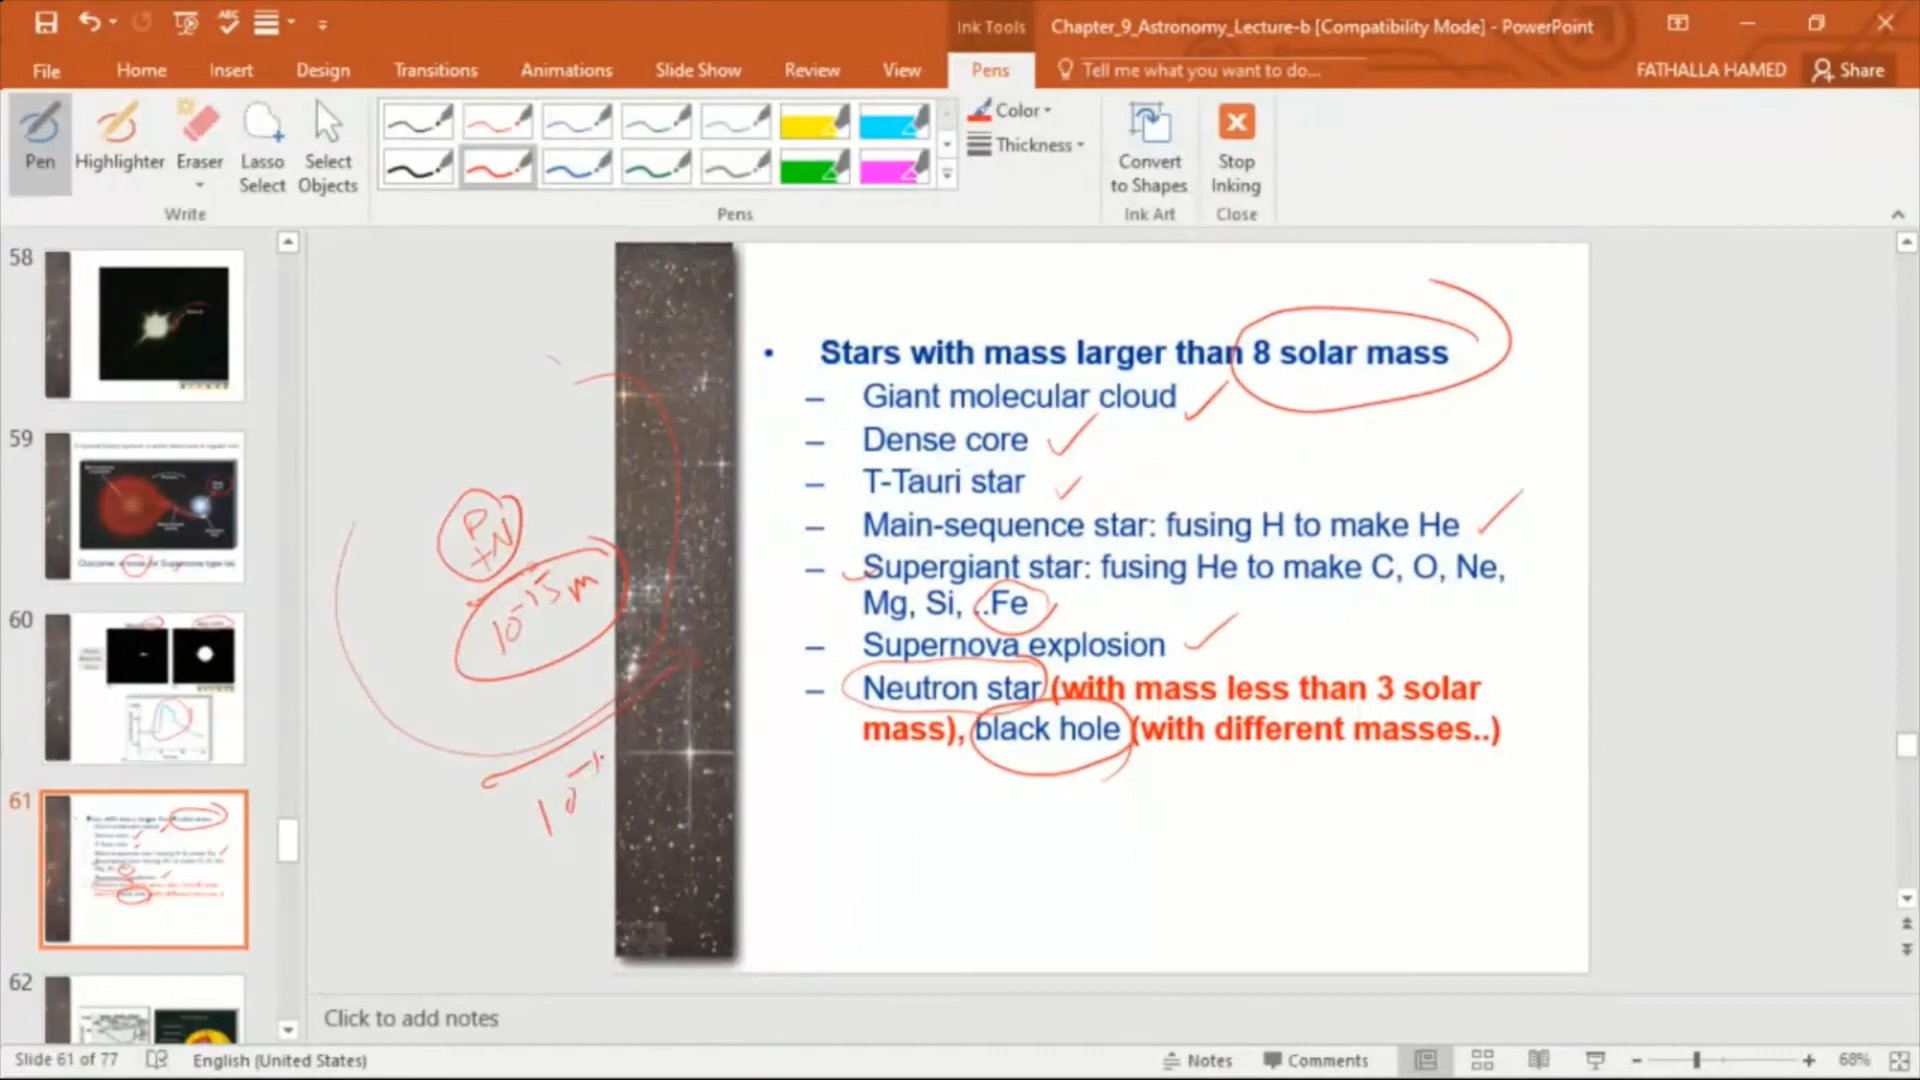 Ink Tools
Chapter_9_Astronomy_Lecture-b [Compatibility Mode] - PowerPoint
File
Home
Insert
Design
Transitions
Animations
Slide Show
Review
View
Pens
Tell me what you want to do...
FATHALLA HAMED
Share
ABC
Pen
Highlighter
Eraser
Lasso
Select
Select
Objects
Write
Pens
Color
Thickness
Convert
to Shapes
Ink Art
Stop
Inking
Close
58
59
60
61
62
P
+N
10⁻¹⁵ m
• Stars with mass larger than 8 solar mass
– Giant molecular cloud
– Dense core
– T-Tauri star
– Main-sequence star: fusing H to make He
– Supergiant star: fusing He to make C, O, Ne,
Mg, Si, ..Fe
– Supernova explosion
– Neutron star (with mass less than 3 solar
mass), black hole (with different masses..)
Click to add notes
Slide 61 of 77
English (United States)
Notes
Comments
68%